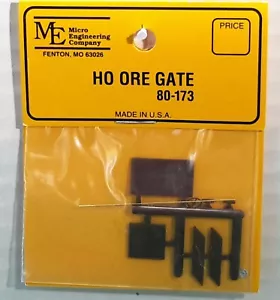 ME
Micro
Engineering
Company
FENTON, MO 63026
PRICE
HO ORE GATE
80-173
MADE IN U.S.A.